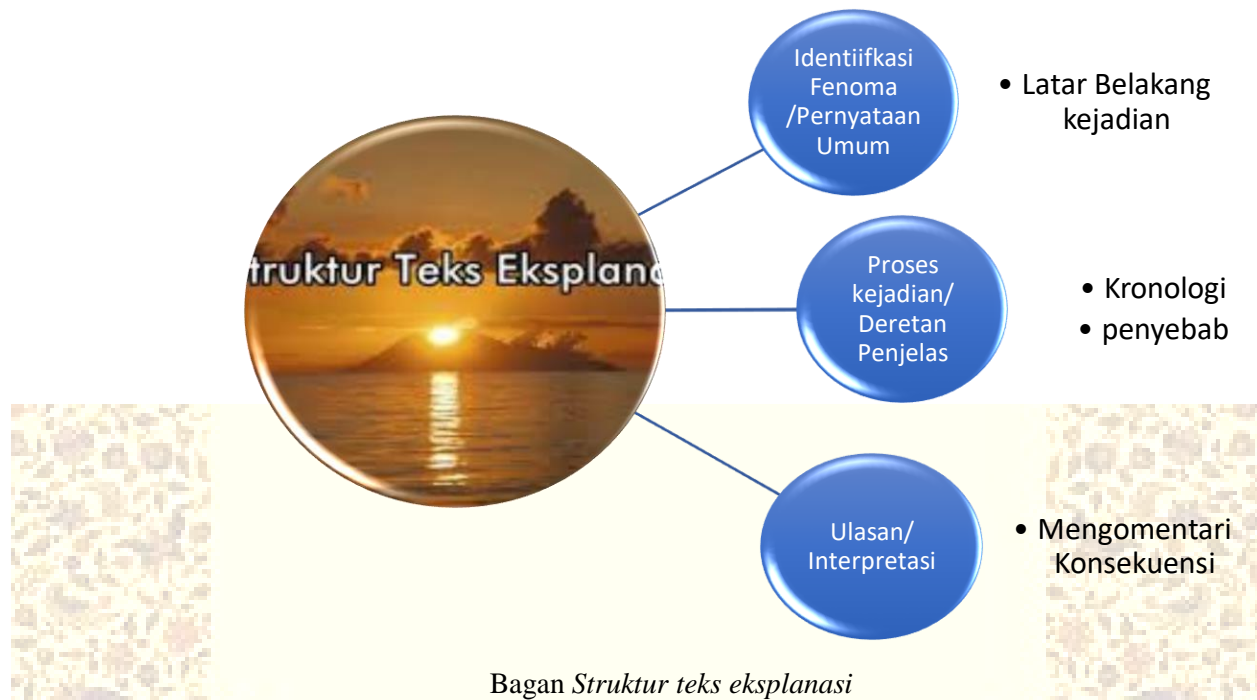 Identiifkasi
Fenoma
/Pernyataan
Umum
• Latar Belakang
kejadian
truktur Teks Eksplana
Proses
kejadian/
Deretan
Penjelas
• Kronologi
• penyebab
Ulasan/
Interpretasi
• Mengomentari
Konsekuensi
Bagan Struktur teks eksplanasi